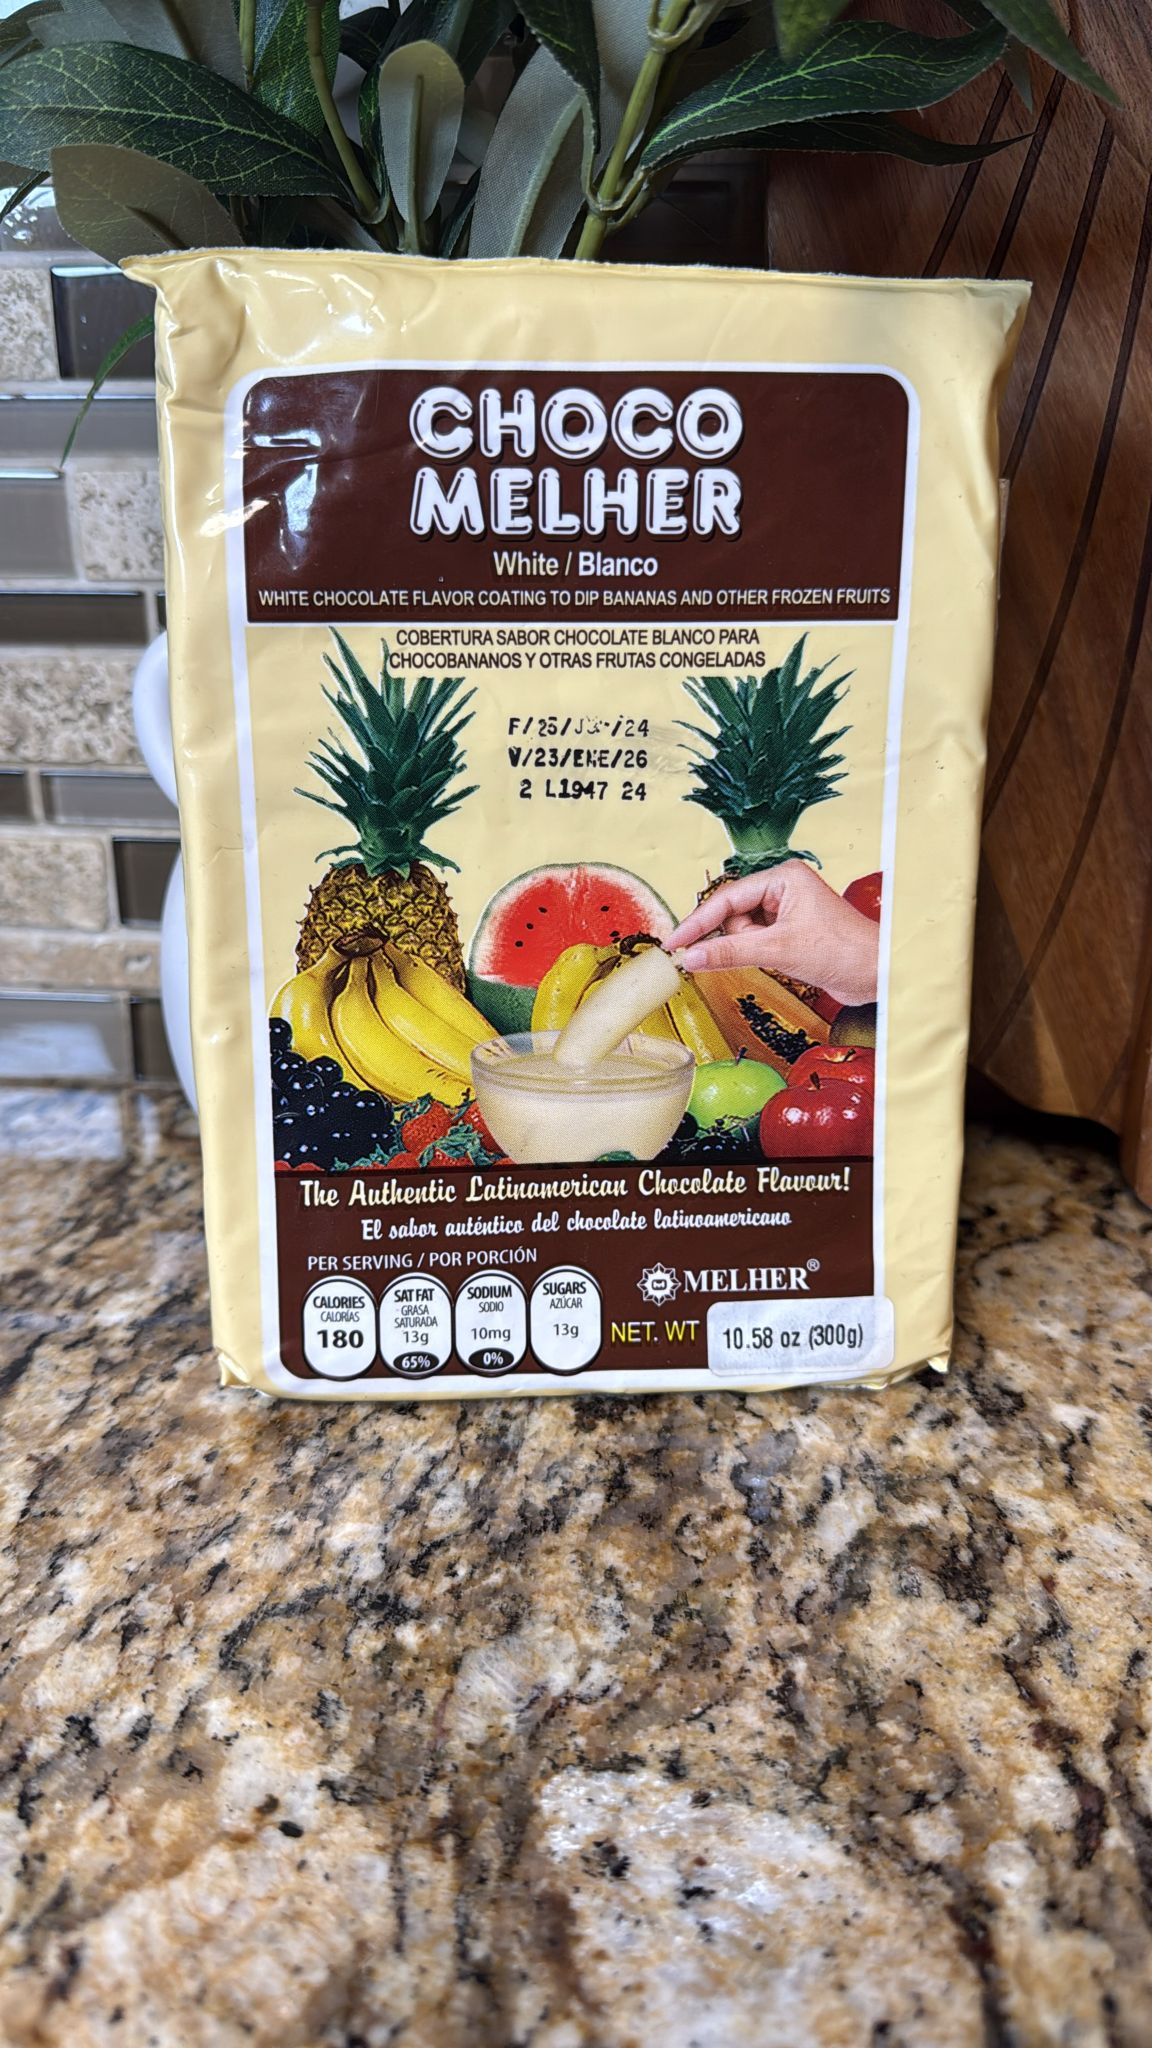 CHOCO
MELHER
White / Blanco
WHITE CHOCOLATE FLAVOR COATING TO DIP BANANAS AND OTHER FROZEN FRUITS
COBERTURA SABOR CHOCOLATE BLANCO PARA
CHOCOBANANOS Y OTRAS FRUTAS CONGELADAS
F/25/ /24
V/23/ENE/26
2 L1947 24
The Authentic Latinamerican Chocolate Flavour!
El sabor auténtico del chocolate latinoamericano
PER SERVING / POR PORCIÓN
CALORIES
CALORÍAS
180
SAT FAT
GRASA
SATURADA
13g
65%
SODIUM
SODIO
10mg
0%
SUGARS
AZÚCAR
13g
MELHER®
NET. WT 10.58 oz (300g)